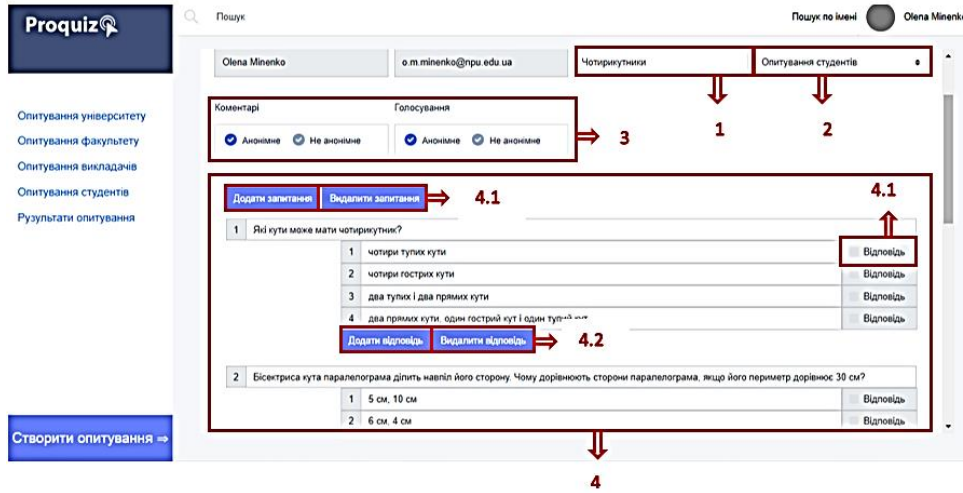 Proquiz
Пошук
Пошук по імені
Olena Minenko
Olena Minenko
o.m.minenko@npu.edu.ua
Чотирикутники
Опитування студентів
1
2
Опитування університету
Опитування факультету
Опитування викладачів
Опитування студентів
Рузультати опитування
Коментарі
Голосування
Анонімне
Не анонімне
Анонімне
Не анонімне
3
Додати запитання
Видалити запитання
4.1
4.1
1 Які кути може мати чотирикутник?
1 чотири тупих кути
Відповідь
2 чотири гострих кути
Відповідь
3 два тупих і два прямих кути
Відповідь
4 два прямих кути, один гострий кут і один тупий кут
Відповідь
Додати відповідь
Видалити відповідь
4.2
2 Бісектриса кута паралелограма ділить навпіл його сторону. Чому дорівнюють сторони паралелограма, якщо його периметр дорівнює 30 см?
1 5 см, 10 см
Відповідь
2 6 см, 4 см
Відповідь
Створити опитування ⇒
4